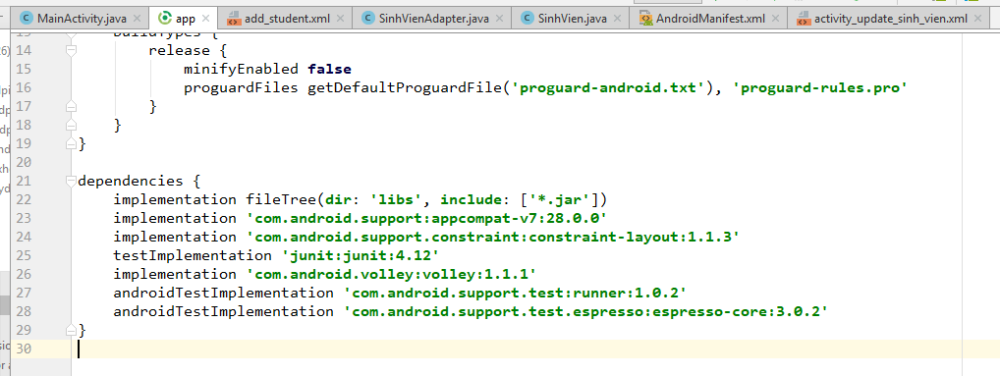 MainActivity.java
app
add_student.xml
SinhVienAdapter.java
SinhVien.java
AndroidManifest.xml
activity_update_sinh_vien.xml
buildTypes {
14 release {
15 minifyEnabled false
16 proguardFiles getDefaultProguardFile('proguard-android.txt'), 'proguard-rules.pro'
17 }
18 }
19 }
20
21 dependencies {
22 implementation fileTree(dir: 'libs', include: ['*.jar'])
23 implementation 'com.android.support:appcompat-v7:28.0.0'
24 implementation 'com.android.support.constraint:constraint-layout:1.1.3'
25 testImplementation 'junit:junit:4.12'
26 implementation 'com.android.volley:volley:1.1.1'
27 androidTestImplementation 'com.android.support.test:runner:1.0.2'
28 androidTestImplementation 'com.android.support.test.espresso:espresso-core:3.0.2'
29 }
30